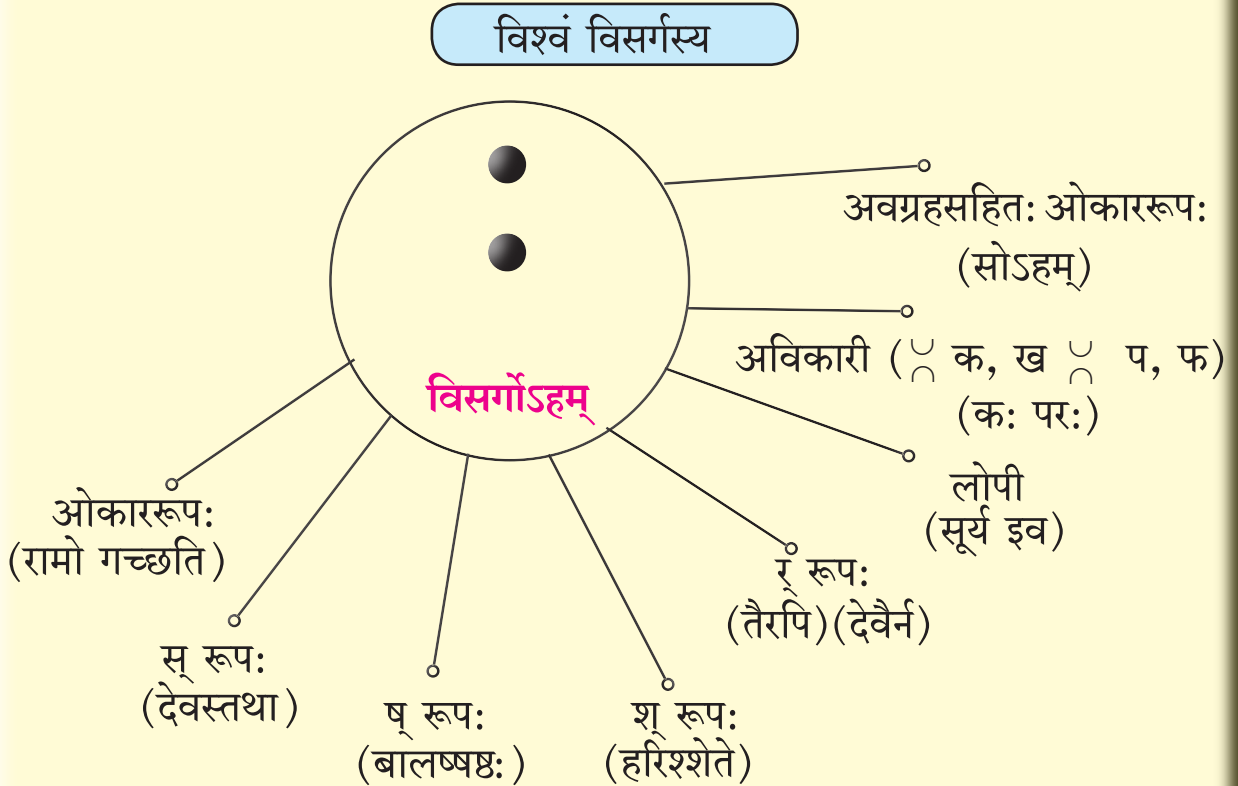 विश्वं विसर्गस्य
अवग्रहसहितः ओकाररूपः
(सोऽहम्)
अविकारी (ᳲ क, ख ᳲ प, फ)
(कः परः)
लोपी
(सूर्य इव)
विसर्गोऽहम्
र् रूपः
(तैरपि)(देवैर्न)
श् रूपः
(हरिश्शेते)
ष् रूपः
(बालष्षष्ठः)
स् रूपः
(देवस्तथा)
ओकाररूपः
(रामो गच्छति)